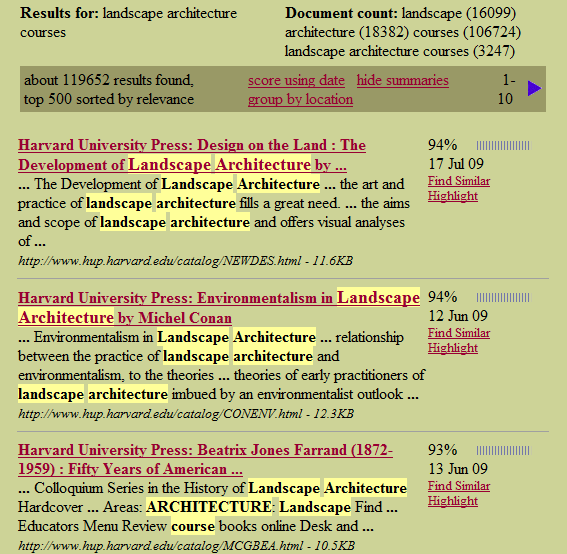 Results for: landscape architecture courses
Document count: landscape (16099) architecture (18382) courses (106724) landscape architecture courses (3247)
about 119652 results found, top 500 sorted by relevance
score using date hide summaries
group by location
1-10
Harvard University Press: Design on the Land : The
Development of Landscape Architecture by ...
... The Development of Landscape Architecture ... the art and
practice of landscape architecture fills a great need. ... the aims
and scope of landscape architecture and offers visual analyses
of ...
http://www.hup.harvard.edu/catalog/NEWDES.html - 11.6KB
94%
17 Jul 09
Find Similar
Highlight
Harvard University Press: Environmentalism in Landscape
Architecture by Michel Conan
... Environmentalism in Landscape Architecture ... relationship
between the practice of landscape architecture and
environmentalism, to the theories ... theories of early practitioners of
landscape architecture imbued by an environmentalist outlook ...
http://www.hup.harvard.edu/catalog/CONENV.html - 12.3KB
94%
12 Jun 09
Find Similar
Highlight
Harvard University Press: Beatrix Jones Farrand (1872-
1959) : Fifty Years of American ...
... Colloquium Series in the History of Landscape Architecture
Hardcover ... Areas: ARCHITECTURE: Landscape Find ...
Educators Menu Review course books online Desk and ...
http://www.hup.harvard.edu/catalog/MCGBEA.html - 10.5KB
93%
13 Jun 09
Find Similar
Highlight